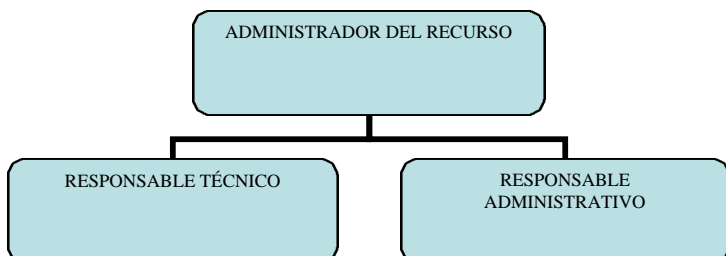 ADMINISTRADOR DEL RECURSO
RESPONSABLE TÉCNICO
RESPONSABLE
ADMINISTRATIVO